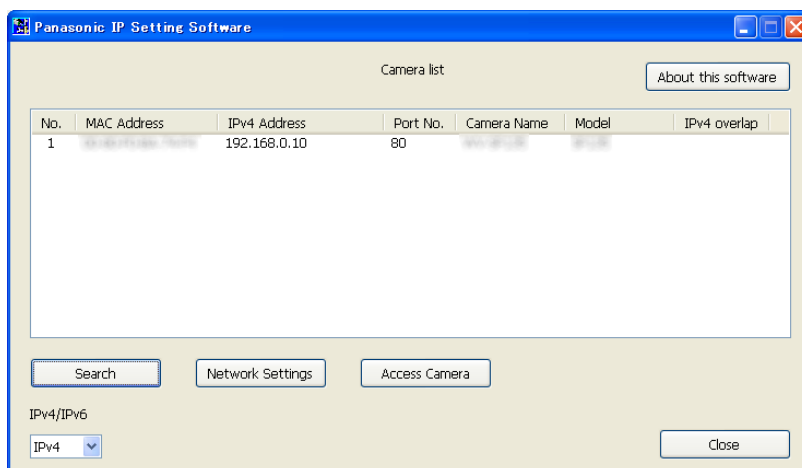 Panasonic IP Setting Software
Camera list
About this software
No. MAC Address IPv4 Address Port No. Camera Name Model IPv4 overlap
1 192.168.0.10 80
Search Network Settings Access Camera
IPv4/IPv6
IPv4
Close